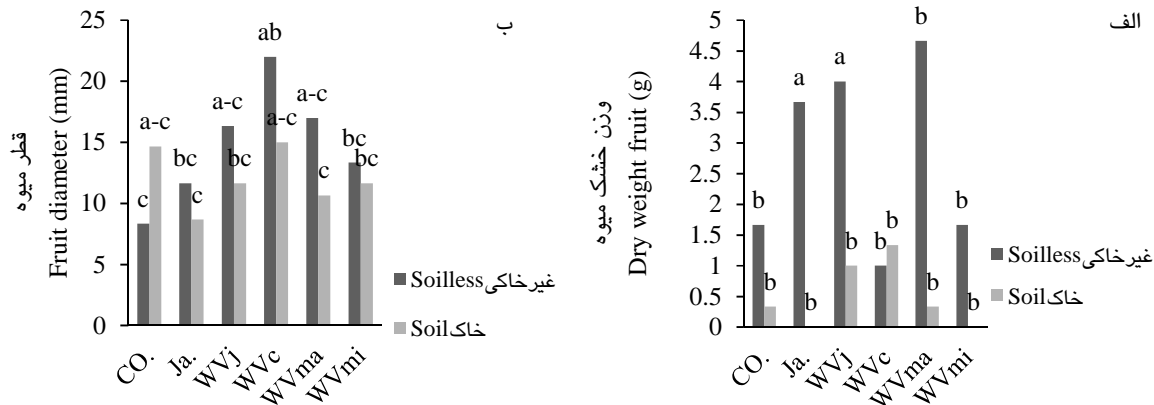 ب
قطر میوه
Fruit diameter (mm)
25
20
15
10
5
0
c
a-c
bc
c
a-c
bc
ab
a-c
a-c
c
bc
bc
CO.
Ja.
WVj
WVc
WVma
WVmi
Soilless غیرخاکی
Soil خاک
الف
وزن خشک میوه
Dry weight fruit (g)
5
4.5
4
3.5
3
2.5
2
1.5
1
0.5
0
b
b
a
b
a
b
b
b
b
b
b
b
CO.
Ja.
WVj
WVc
WVma
WVmi
Soilless غیرخاکی
Soil خاک